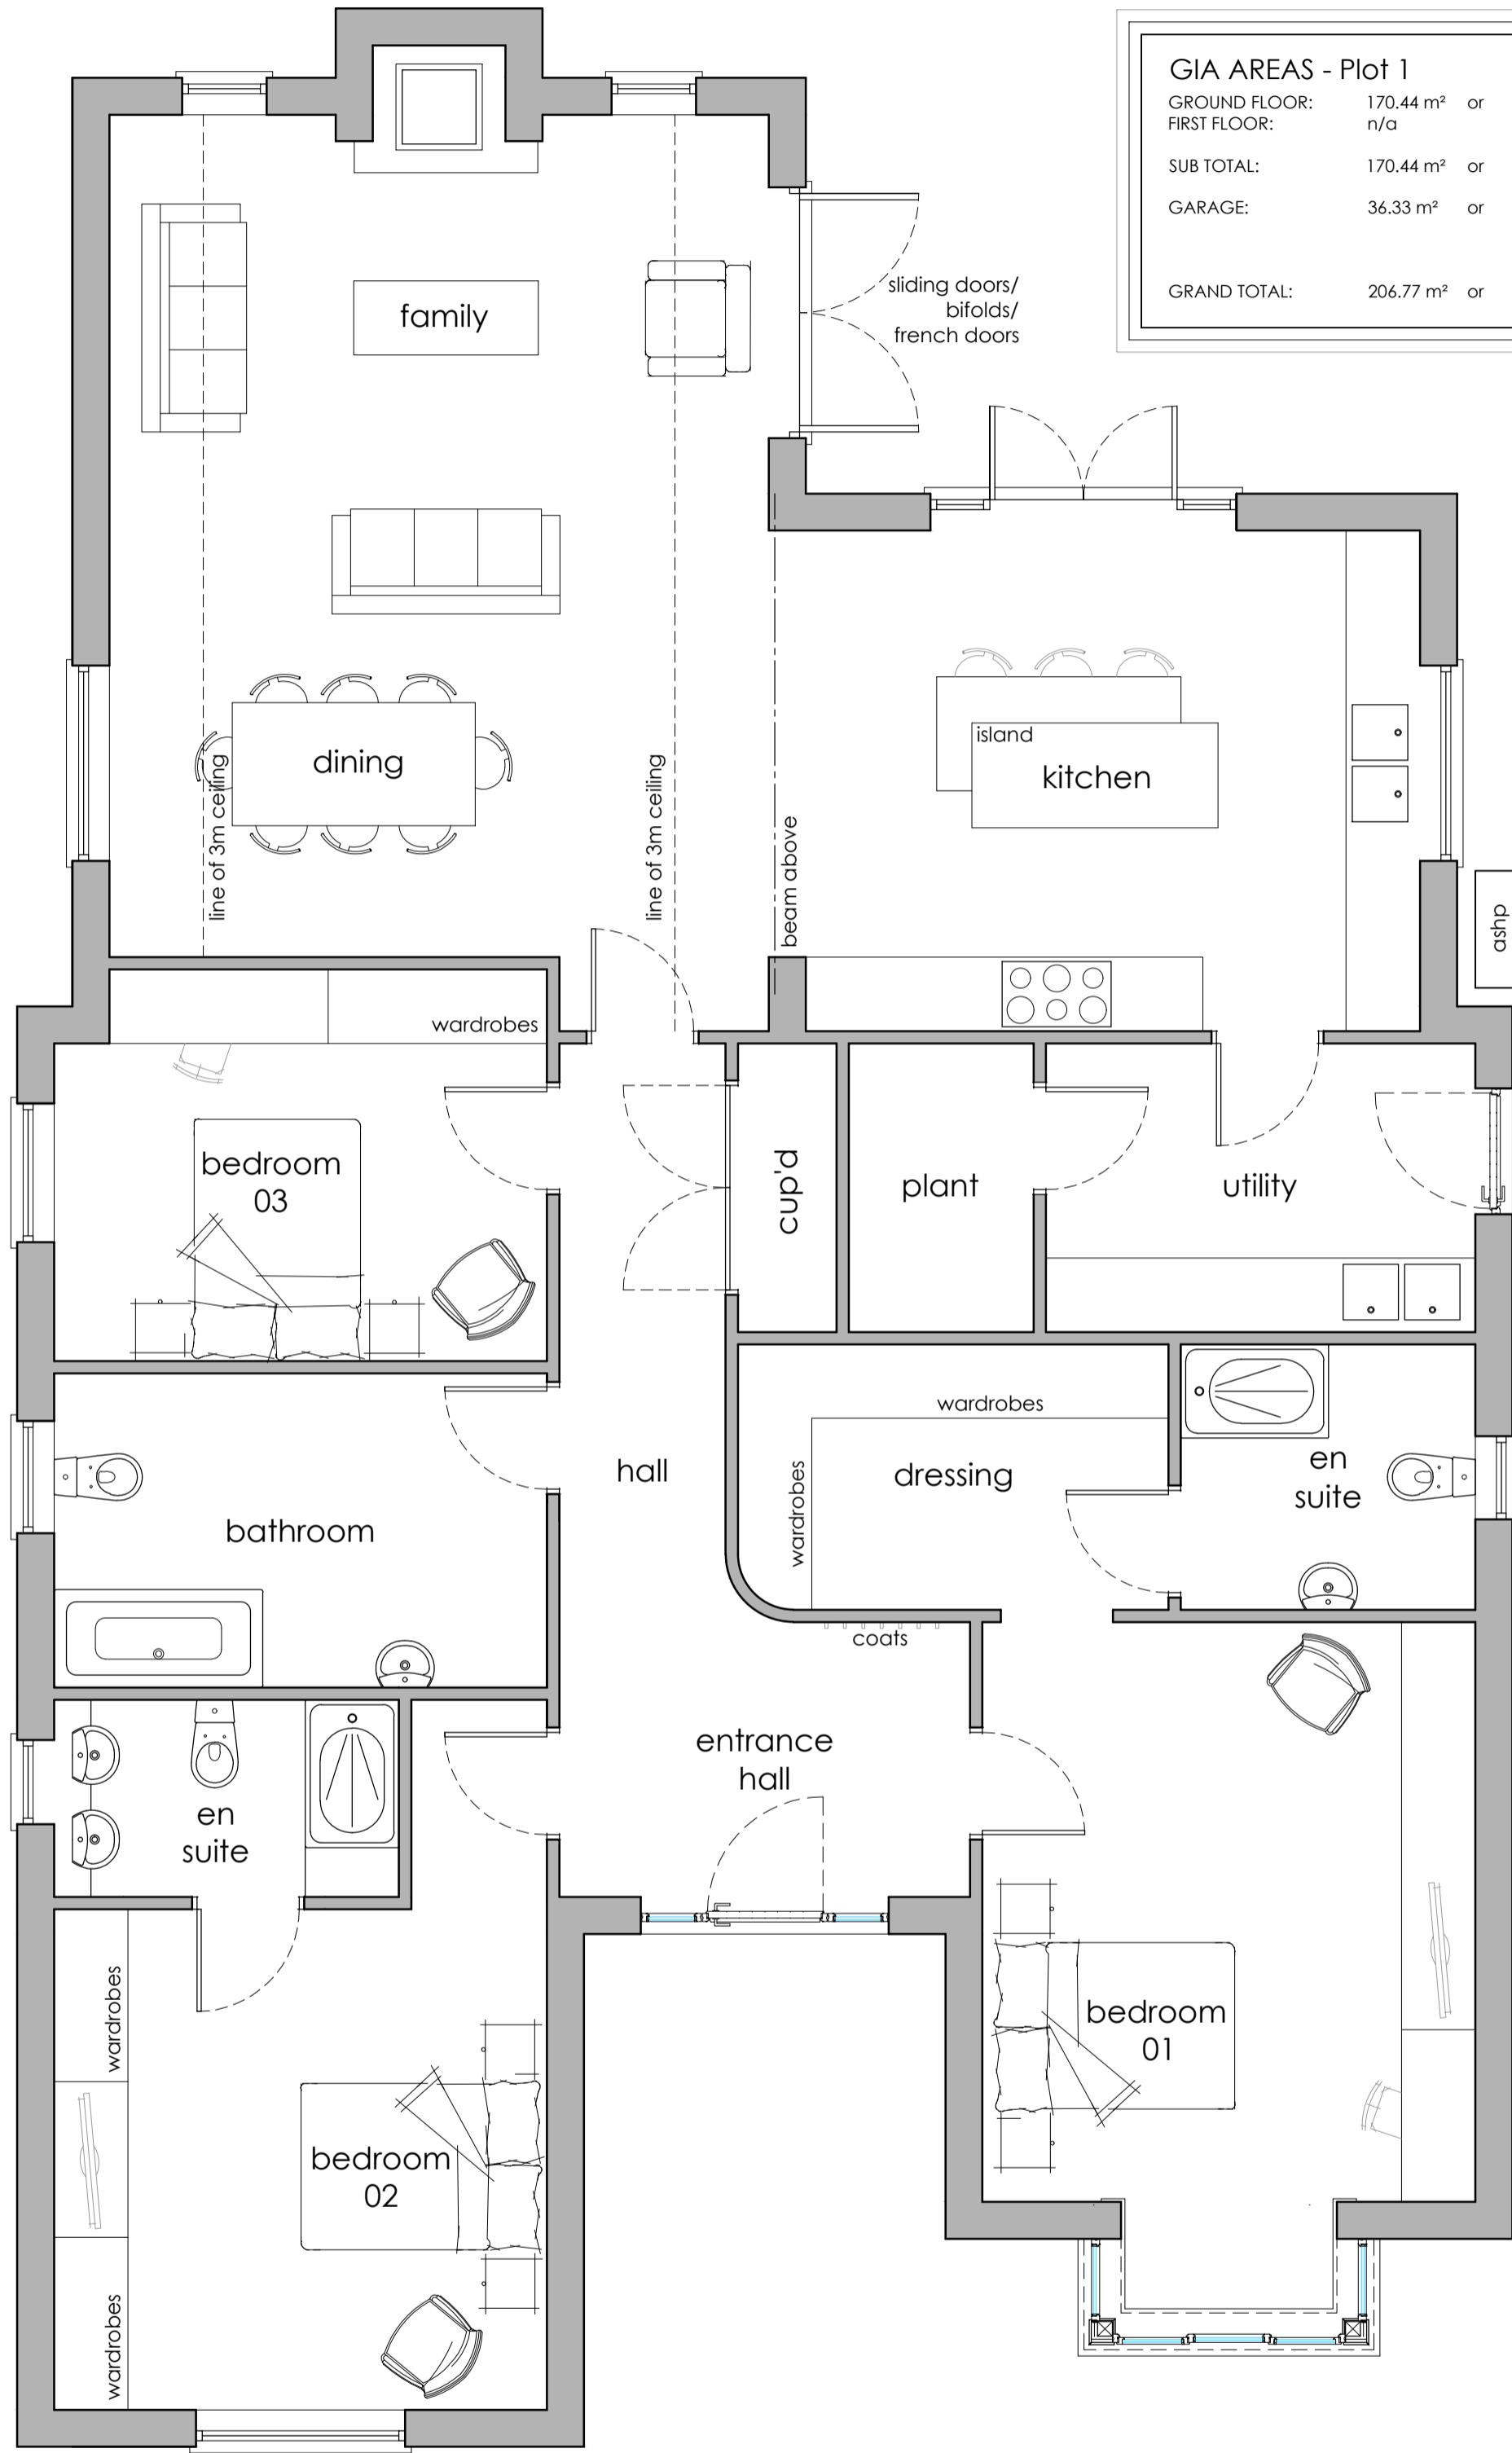 GIA AREAS - Plot 1
GROUND FLOOR: 170.44 m² or
FIRST FLOOR: n/a
SUB TOTAL: 170.44 m² or
GARAGE: 36.33 m² or
GRAND TOTAL: 206.77 m² or
family
sliding doors/
bifolds/
french doors
dining
line of 3m ceiling
line of 3m ceiling
beam above
island
kitchen
ashp
wardrobes
bedroom
03
cup'd
plant
utility
hall
wardrobes
wardrobes
dressing
en
suite
bathroom
coats
entrance
hall
en
suite
wardrobes
bedroom
01
bedroom
02
wardrobes